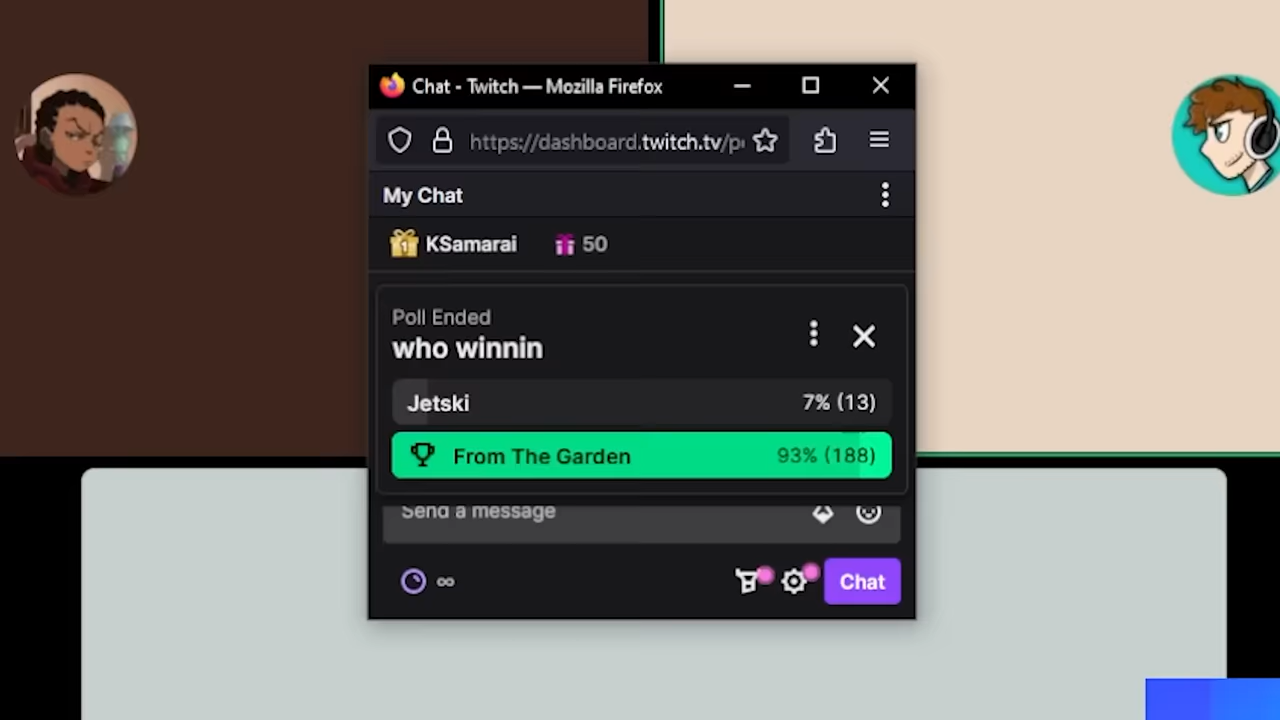 Chat - Twitch — Mozilla Firefox
https://dashboard.twitch.tv/p
My Chat
1 KSamarai 50
Poll Ended
who winnin
Jetski 7% (13)
From The Garden 93% (188)
Send a message
∞ Chat